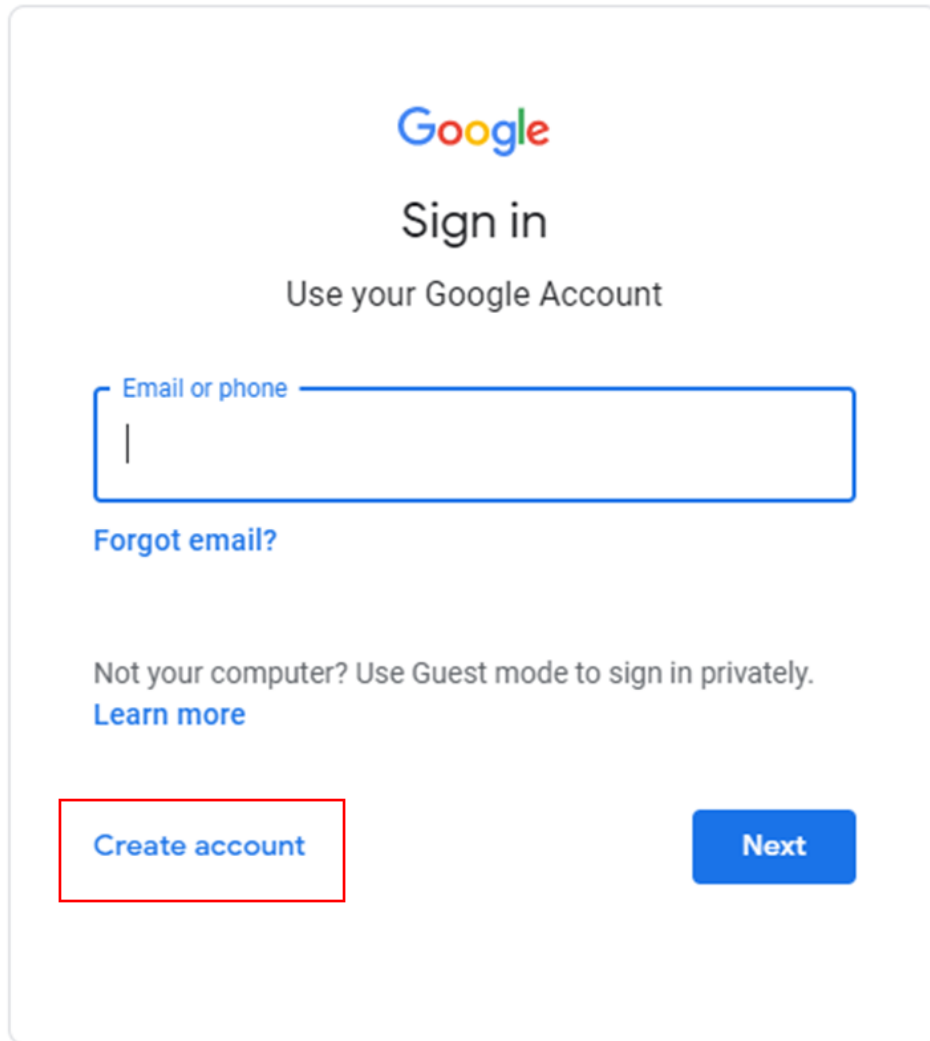 Google
Sign in
Use your Google Account
Email or phone
Forgot email?
Not your computer? Use Guest mode to sign in privately.
Learn more
Create account
Next